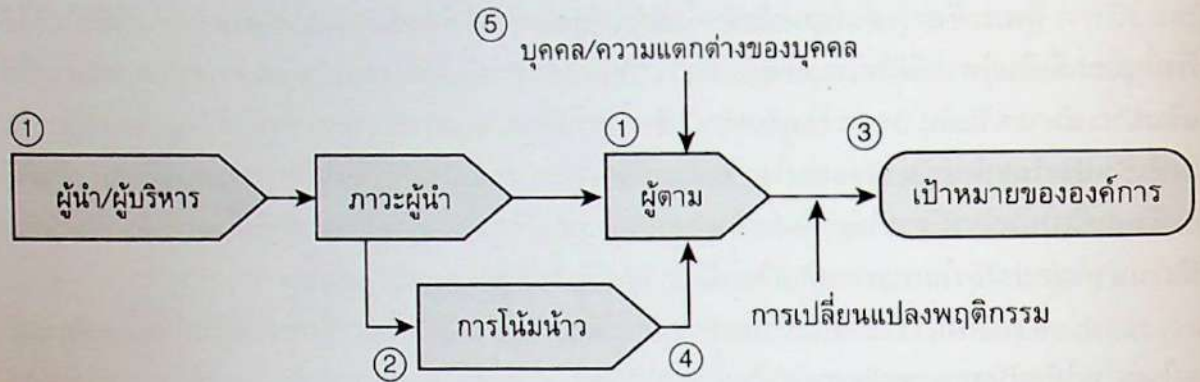 ⑤
บุคคล/ความแตกต่างของบุคคล
① ① ③
ผู้นำ/ผู้บริหาร ภาวะผู้นำ ผู้ตาม เป้าหมายขององค์การ
การโน้มน้าว การเปลี่ยนแปลงพฤติกรรม
② ④